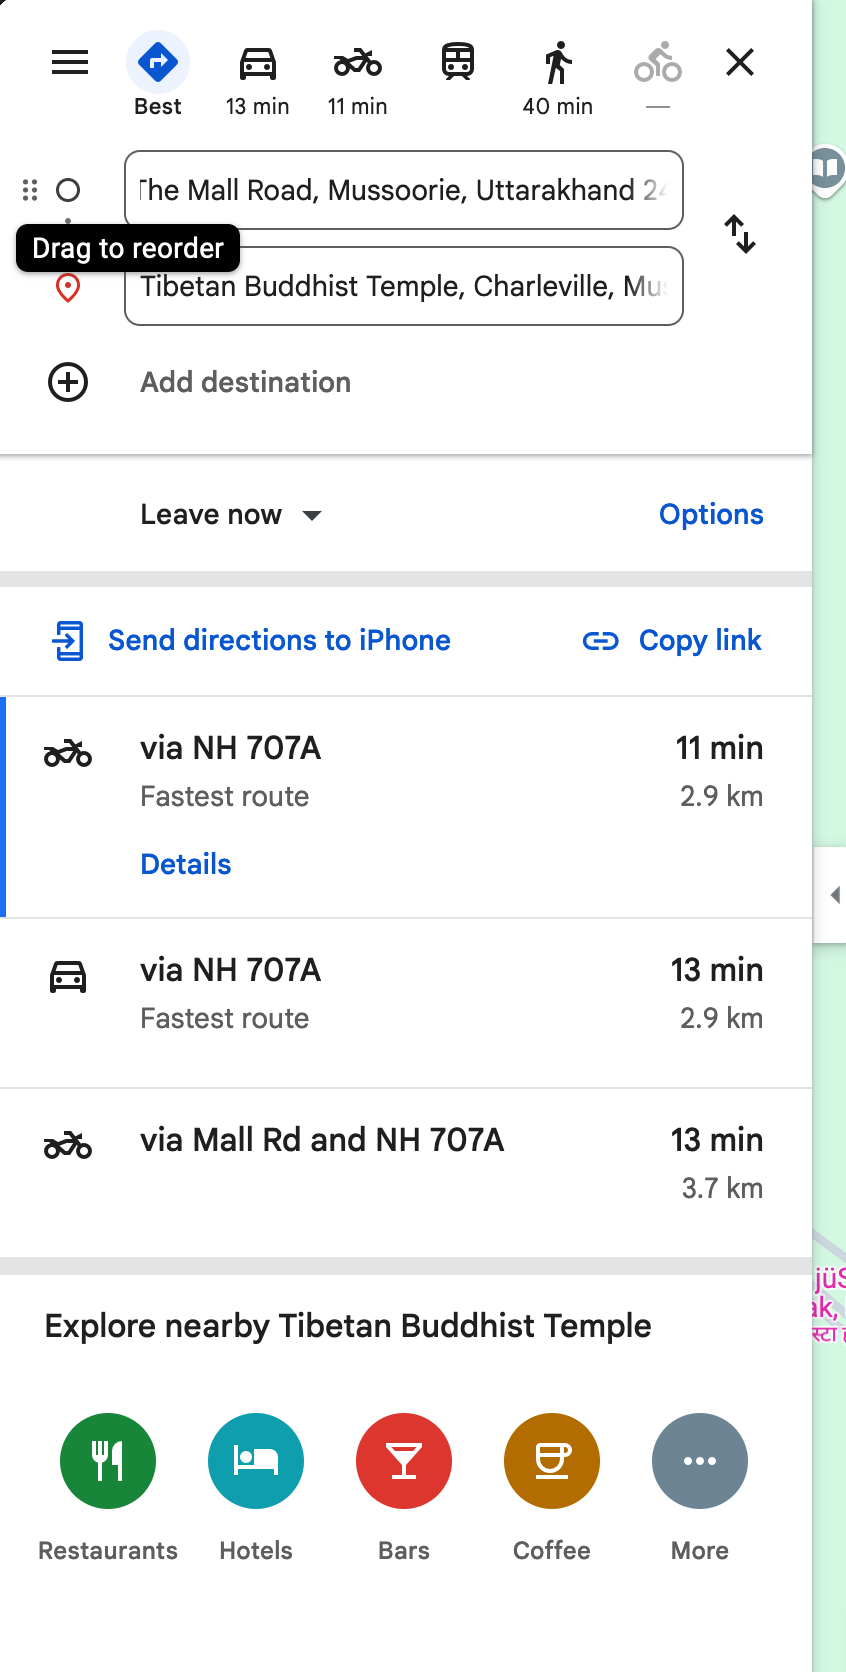 Best
13 min
11 min
40 min
—
The Mall Road, Mussoorie, Uttarakhand
Drag to reorder
Tibetan Buddhist Temple, Charleville,
Add destination
Leave now
Options
Send directions to iPhone
Copy link
via NH 707A
11 min
Fastest route
2.9 km
Details
via NH 707A
13 min
Fastest route
2.9 km
via Mall Rd and NH 707A
13 min
3.7 km
Explore nearby Tibetan Buddhist Temple
Restaurants
Hotels
Bars
Coffee
More